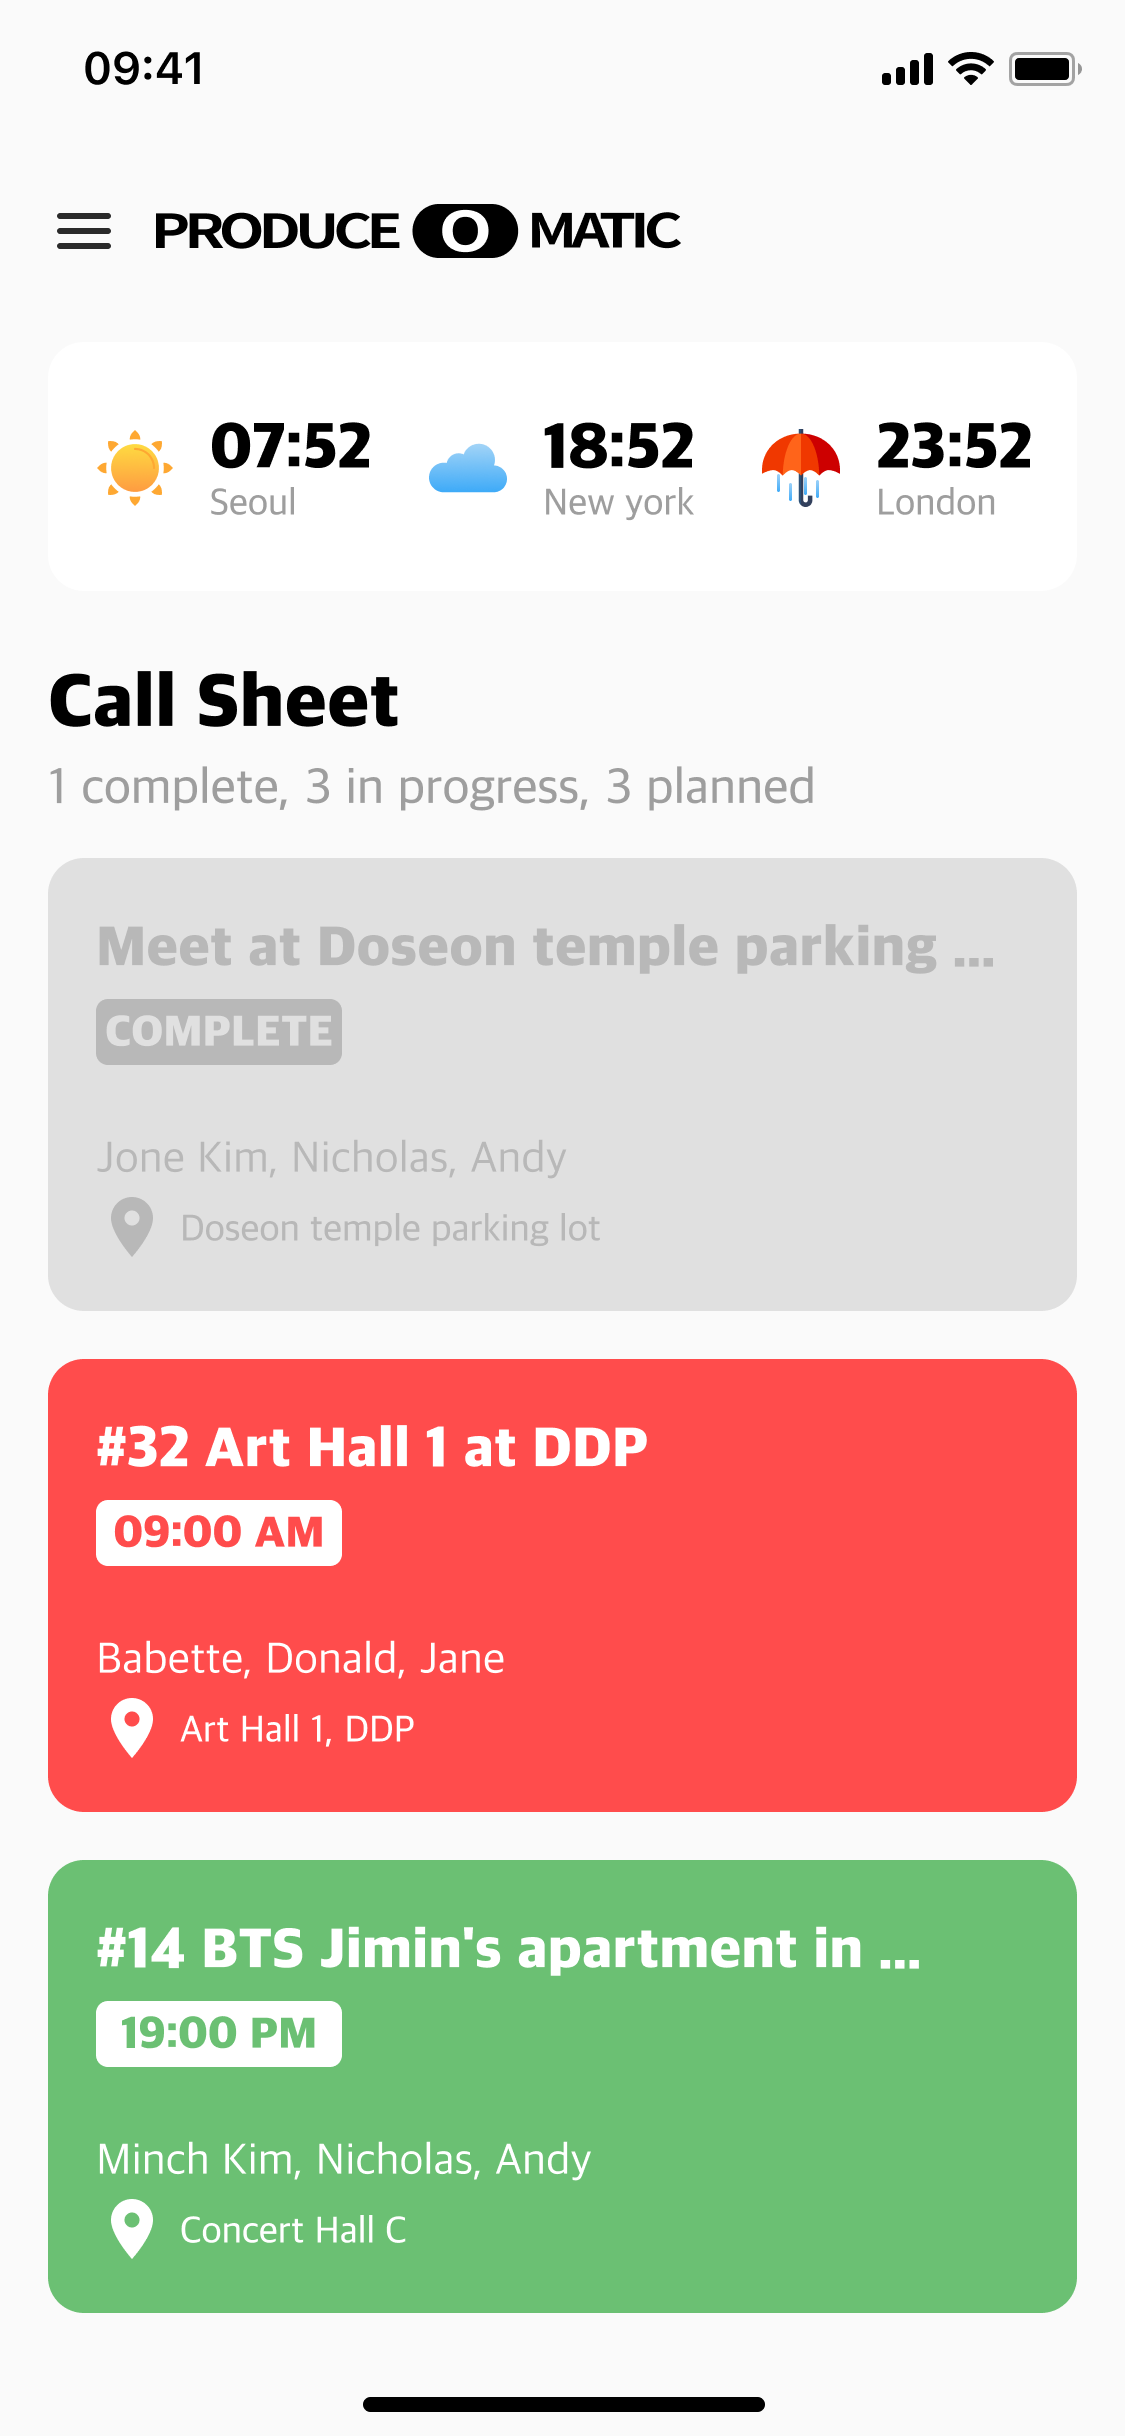 09:41
PRODUCE O MATIC
07:52
Seoul
18:52
New york
23:52
London
Call Sheet
1 complete, 3 in progress, 3 planned
Meet at Doseon temple parking ...
COMPLETE
Jone Kim, Nicholas, Andy
Doseon temple parking lot
#32 Art Hall 1 at DDP
09:00 AM
Babette, Donald, Jane
Art Hall 1, DDP
#14 BTS Jimin's apartment in ...
19:00 PM
Minch Kim, Nicholas, Andy
Concert Hall C